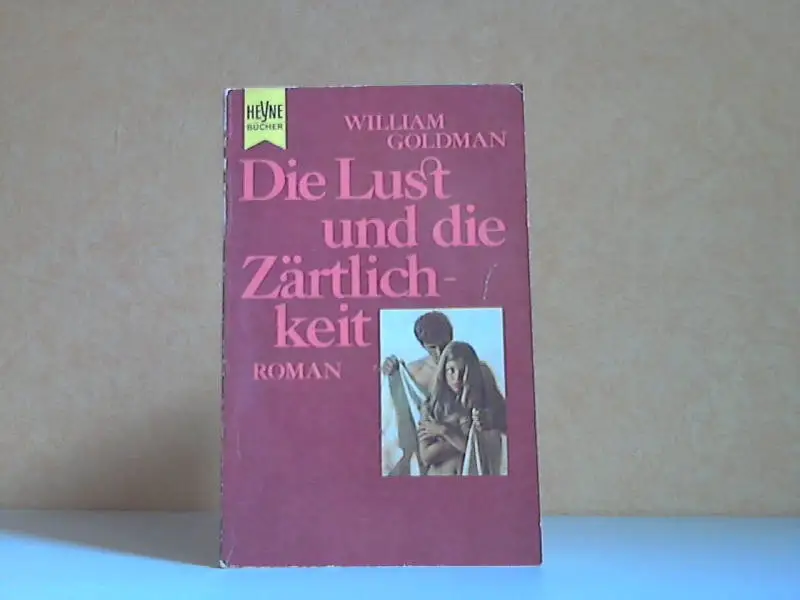 HEYNE
BÜCHER
WILLIAM
GOLDMAN
Die Lust
und die
Zärtlich-
keit
ROMAN